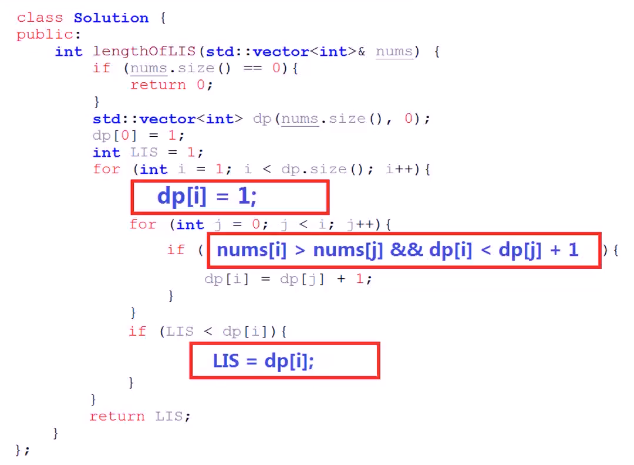 class Solution {
public:
int lengthOfLIS(std::vector<int>& nums) {
if (nums.size() == 0){
return 0;
}
std::vector<int> dp(nums.size(), 0);
dp[0] = 1;
int LIS = 1;
for (int i = 1; i < dp.size(); i++){
dp[i] = 1;
for (int j = 0; j < i; j++){
if ( nums[i] > nums[j] && dp[i] < dp[j] + 1 ){
dp[i] = dp[j] + 1;
}
}
if (LIS < dp[i]){
LIS = dp[i];
}
}
return LIS;
}
};